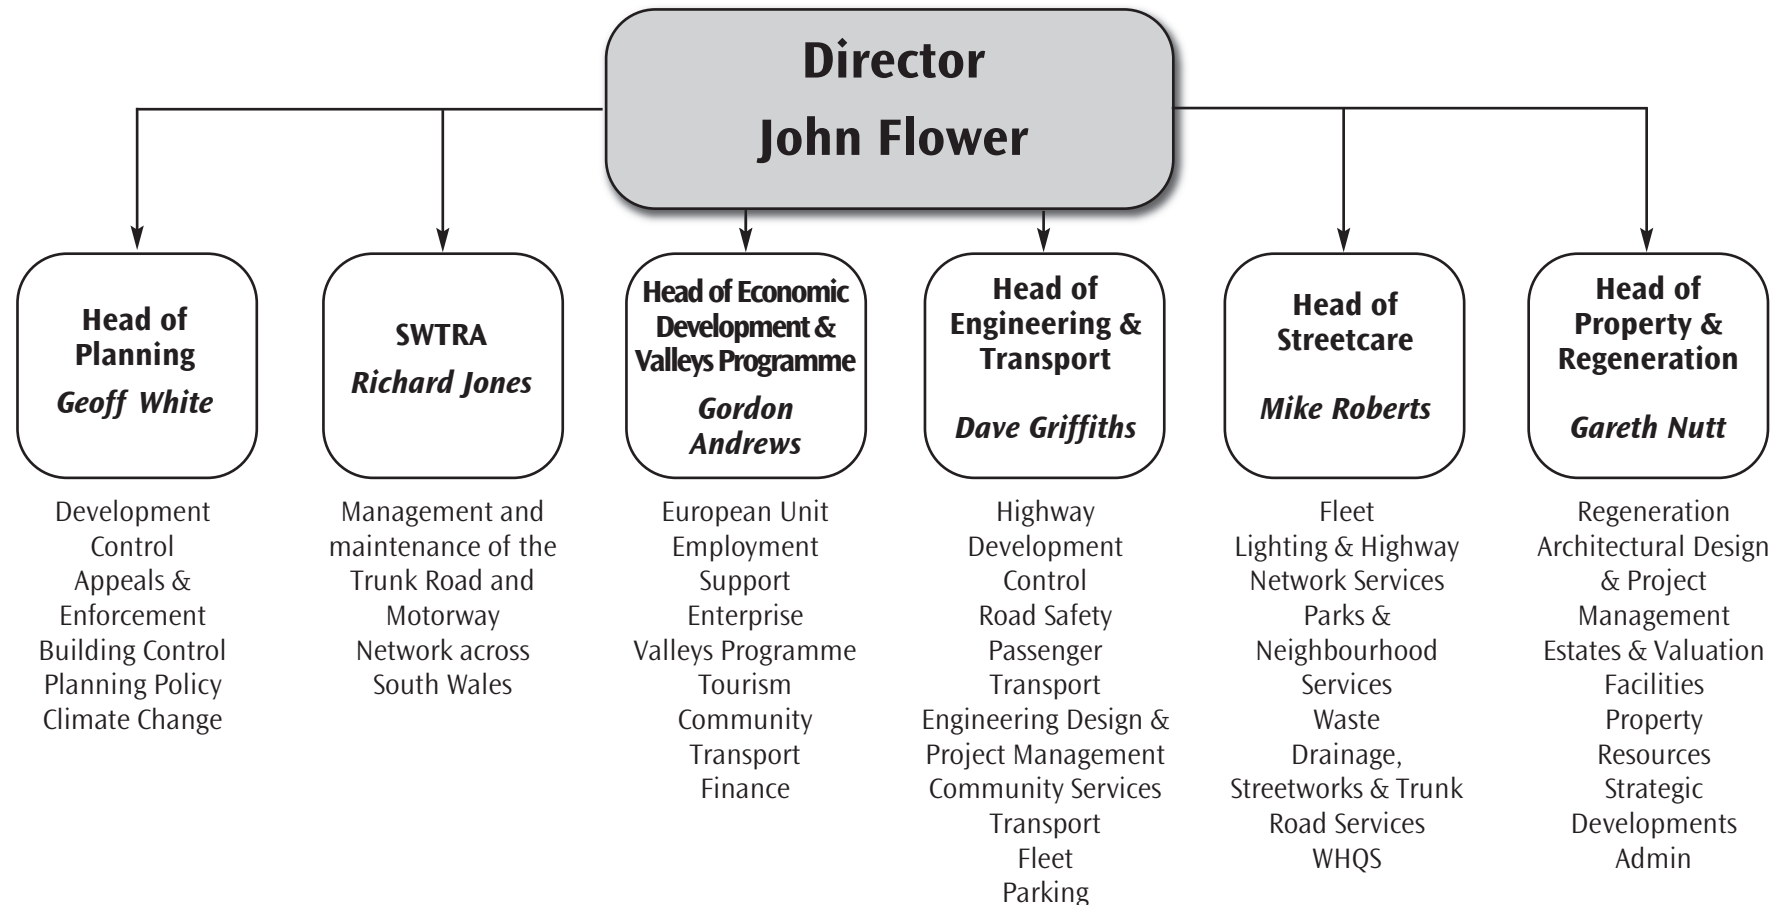 Director
John Flower
Head of
Planning
Geoff White
SWTRA
Richard Jones
Head of Economic
Development &
Valleys Programme
Gordon
Andrews
Head of
Engineering &
Transport
Dave Griffiths
Head of
Streetcare
Mike Roberts
Head of
Property &
Regeneration
Gareth Nutt
Development
Control
Appeals &
Enforcement
Building Control
Planning Policy
Climate Change
Management and
maintenance of the
Trunk Road and
Motorway
Network across
South Wales
European Unit
Employment
Support
Enterprise
Valleys Programme
Tourism
Community
Transport
Finance
Highway
Development
Control
Road Safety
Passenger
Transport
Engineering Design &
Project Management
Community Services
Transport
Fleet
Parking
Fleet
Lighting & Highway
Network Services
Parks &
Neighbourhood
Services
Waste
Drainage,
Streetworks & Trunk
Road Services
WHQS
Regeneration
Architectural Design
& Project
Management
Estates & Valuation
Facilities
Property
Resources
Strategic
Developments
Admin